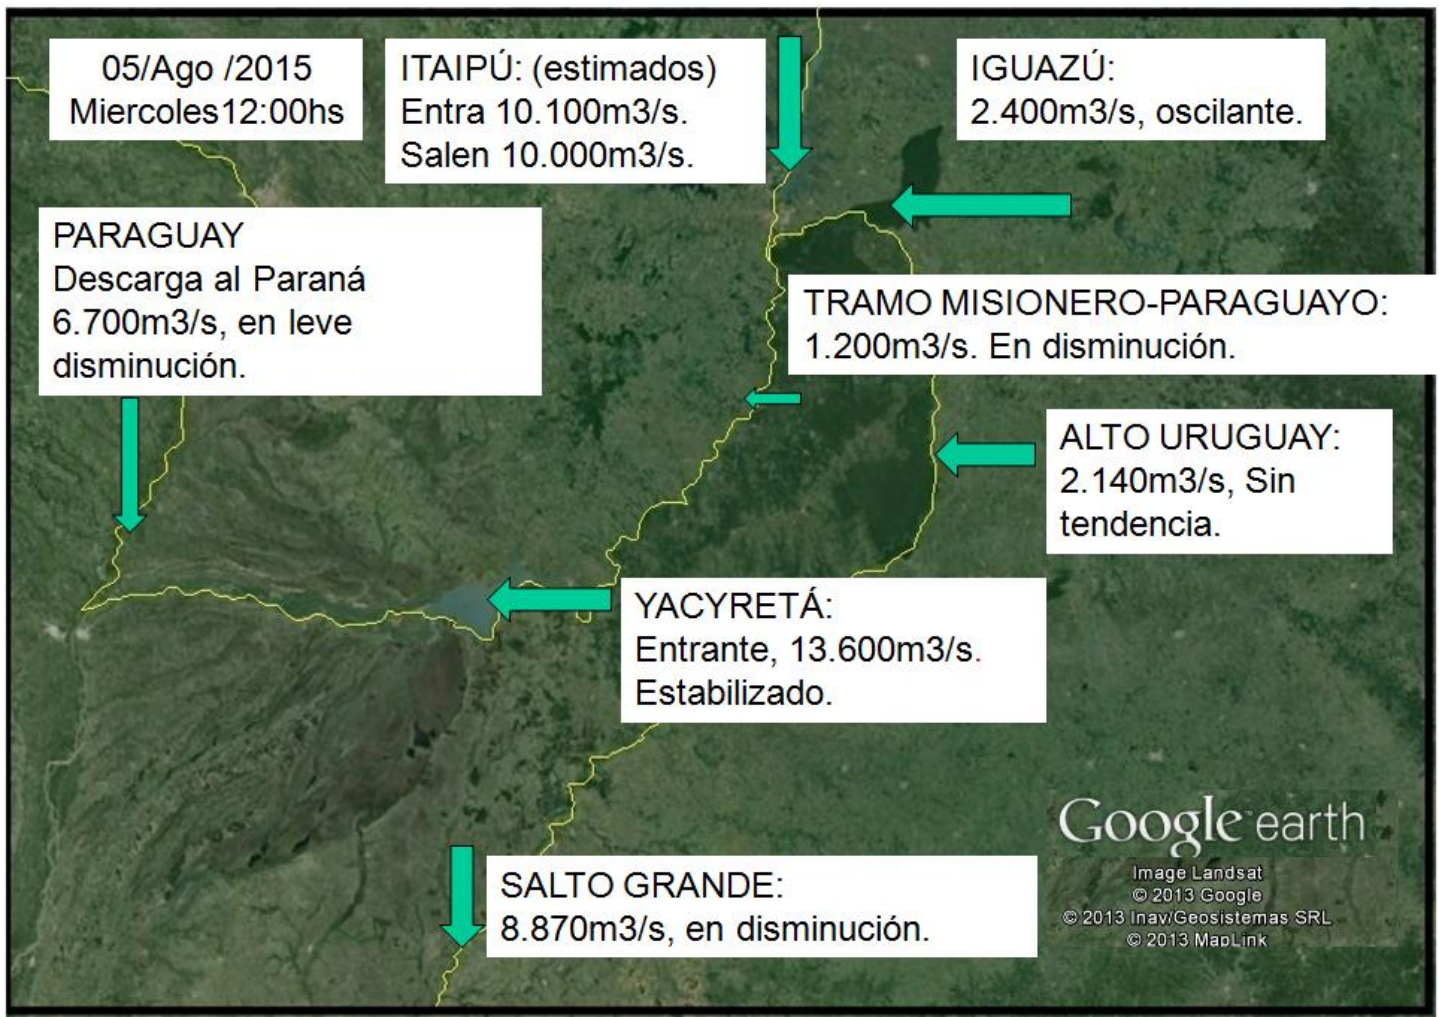 05/Ago /2015
Miercoles12:00hs
ITAIPÚ: (estimados)
Entra 10.100m3/s.
Salen 10.000m3/s.
IGUAZÚ:
2.400m3/s, oscilante.
PARAGUAY
Descarga al Paraná
6.700m3/s, en leve
disminución.
TRAMO MISIONERO-PARAGUAYO:
1.200m3/s. En disminución.
ALTO URUGUAY:
2.140m3/s, Sin
tendencia.
YACYRETÁ:
Entrante, 13.600m3/s.
Estabilizado.
SALTO GRANDE:
8.870m3/s, en disminución.
Google earth
Image Landsat
© 2013 Google
© 2013 Inav/Geosistemas SRL
© 2013 MapLink